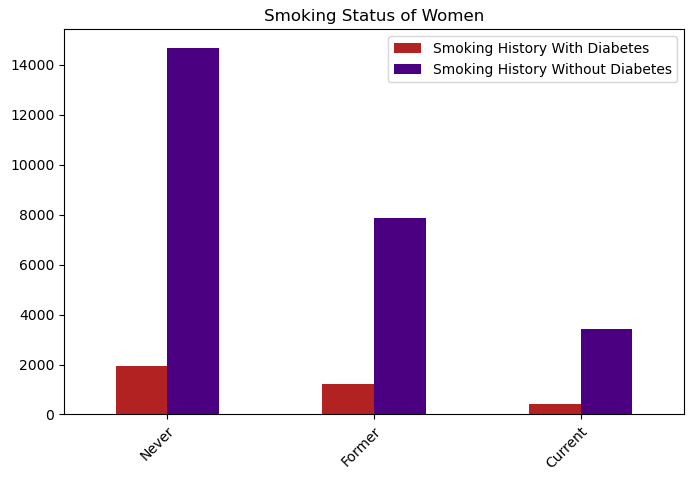 Smoking Status of Women
Smoking History With Diabetes
Smoking History Without Diabetes
14000
12000
10000
8000
6000
4000
2000
0
Never
Former
Current